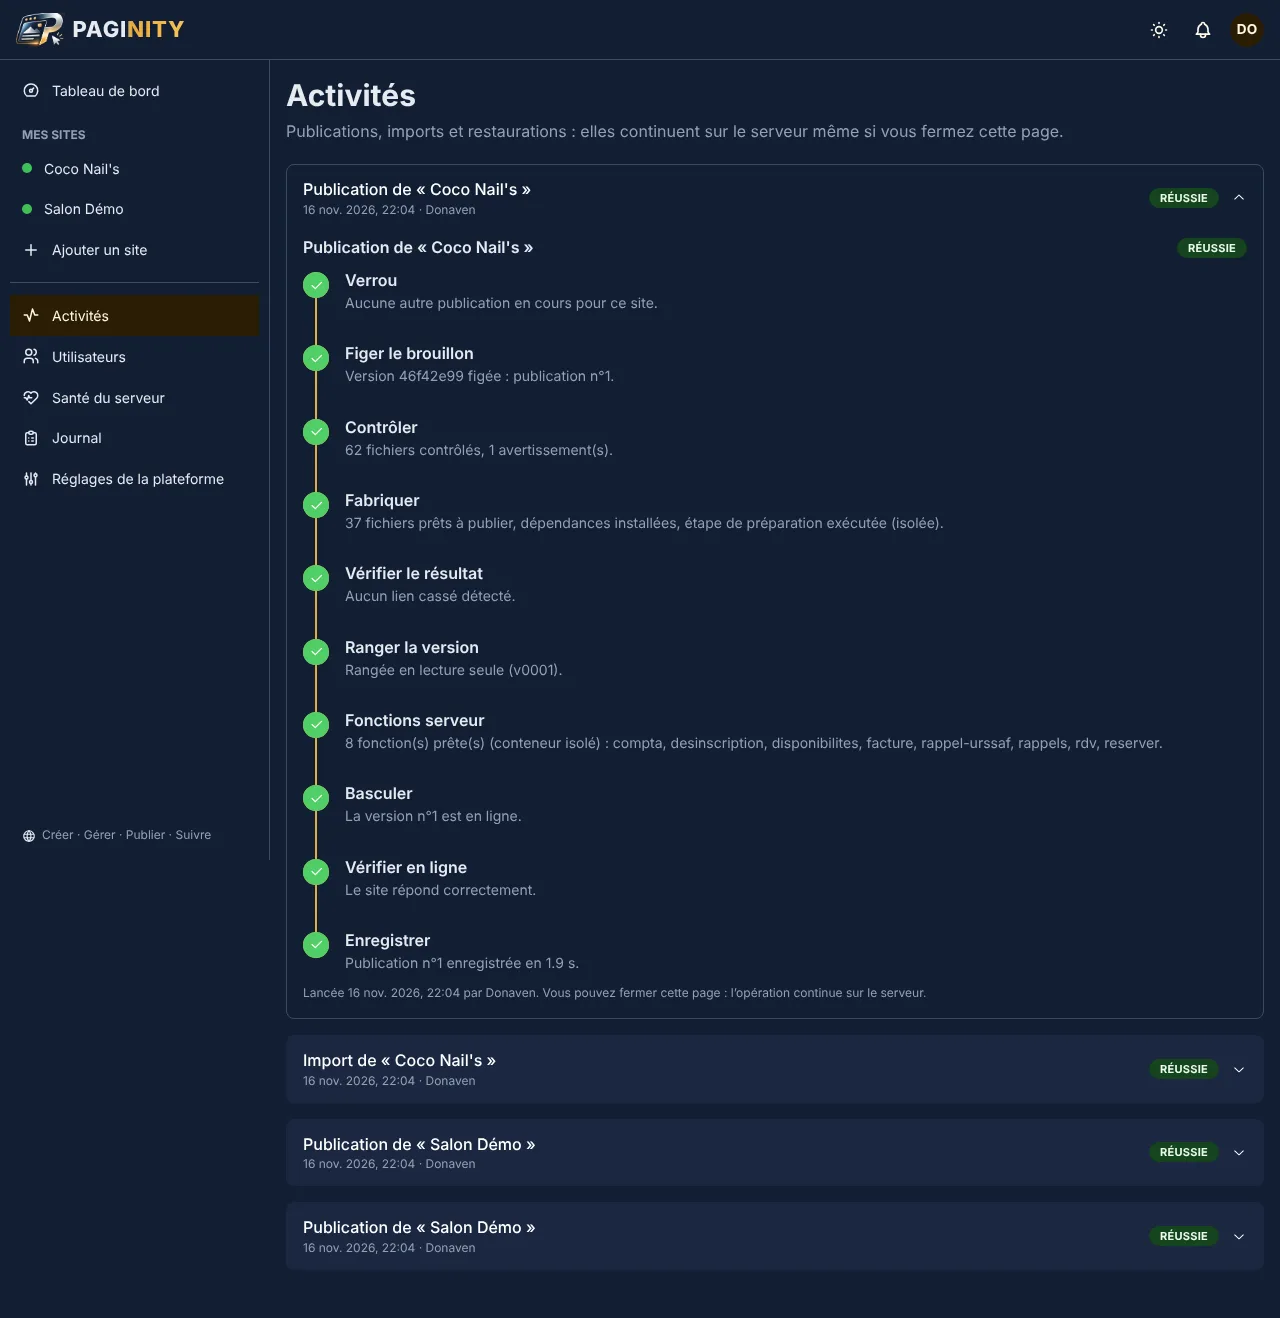 PAGINITY
DO
Tableau de bord
MES SITES
Coco Nail's
Salon Démo
Ajouter un site
Activités
Utilisateurs
Santé du serveur
Journal
Réglages de la plateforme
Créer · Gérer · Publier · Suivre
Activités
Publications, imports et restaurations : elles continuent sur le serveur même si vous fermez cette page.
Publication de « Coco Nail's »
16 nov. 2026, 22:04 · Donaven
RÉUSSIE
Publication de « Coco Nail's »
RÉUSSIE
Verrou
Aucune autre publication en cours pour ce site.
Figer le brouillon
Version 46f42e99 figée : publication n°1.
Contrôler
62 fichiers contrôlés, 1 avertissement(s).
Fabriquer
37 fichiers prêts à publier, dépendances installées, étape de préparation exécutée (isolée).
Vérifier le résultat
Aucun lien cassé détecté.
Ranger la version
Rangée en lecture seule (v0001).
Fonctions serveur
8 fonction(s) prête(s) (conteneur isolé) : compta, desinscription, disponibilites, facture, rappel-urssaf, rappels, rdv, reserver.
Basculer
La version n°1 est en ligne.
Vérifier en ligne
Le site répond correctement.
Enregistrer
Publication n°1 enregistrée en 1.9 s.
Lancée 16 nov. 2026, 22:04 par Donaven. Vous pouvez fermer cette page : l'opération continue sur le serveur.
Import de « Coco Nail's »
16 nov. 2026, 22:04 · Donaven
RÉUSSIE
Publication de « Salon Démo »
16 nov. 2026, 22:04 · Donaven
RÉUSSIE
Publication de « Salon Démo »
16 nov. 2026, 22:04 · Donaven
RÉUSSIE